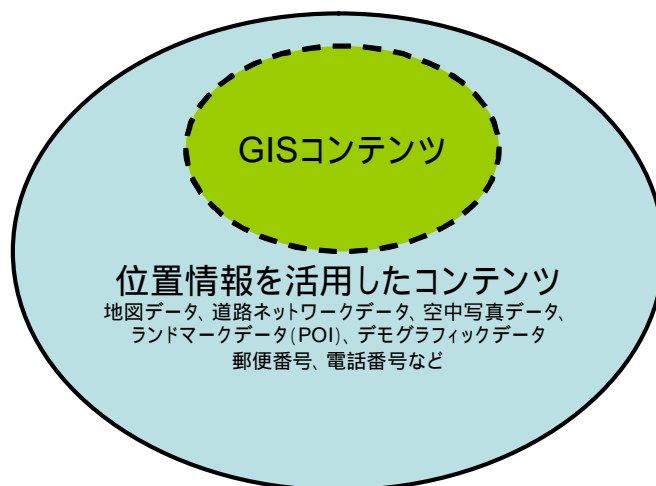 GISコンテンツ
位置情報を活用したコンテンツ
地図データ、道路ネットワークデータ、空中写真データ、
ランドマークデータ(POI)、デモグラフィックデータ
郵便番号、電話番号など